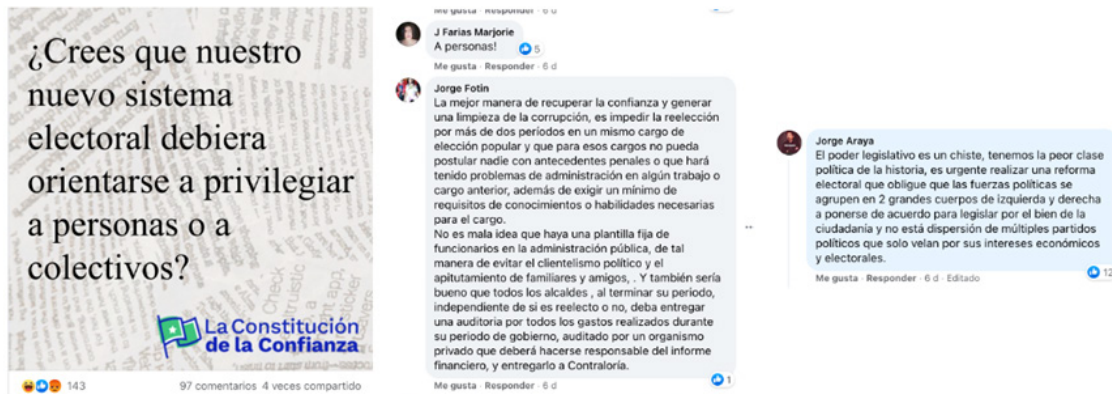 ¿Crees que nuestro
nuevo sistema
electoral debiera
orientarse a privilegiar
a personas o a
colectivos?
La Constitución
de la Confianza
143
97 comentarios 4 veces compartido
Me gusta · Responder · 6 d
J Farias Marjorie
A personas!
5
Me gusta · Responder · 6 d
Jorge Fotin
La mejor manera de recuperar la confianza y generar
una limpieza de la corrupción, es impedir la reelección
por más de dos períodos en un mismo cargo de
elección popular y que para esos cargos no pueda
postular nadie con antecedentes penales o que hará
tenido problemas de administración en algún trabajo o
cargo anterior, además de exigir un mínimo de
requisitos de conocimientos o habilidades necesarias
para el cargo.
No es mala idea que haya una plantilla fija de
funcionarios en la administración pública, de tal
manera de evitar el clientelismo político y el
apitutamiento de familiares y amigos, . Y también sería
bueno que todos los alcaldes , al terminar su periodo,
independiente de si es reelecto o no, deba entregar
una auditoria por todos los gastos realizados durante
su periodo de gobierno, auditado por un organismo
privado que deberá hacerse responsable del informe
financiero, y entregarlo a Contraloría.
1
Me gusta · Responder · 6 d
Jorge Araya
El poder legislativo es un chiste, tenemos la peor clase
política de la historia, es urgente realizar una reforma
electoral que obligue que las fuerzas políticas se
agrupen en 2 grandes cuerpos de izquierda y derecha
a ponerse de acuerdo para legislar por el bien de la
ciudadanía y no está dispersión de múltiples partidos
políticos que solo velan por sus intereses económicos
y electorales.
Me gusta · Responder · 6 d · Editado
12